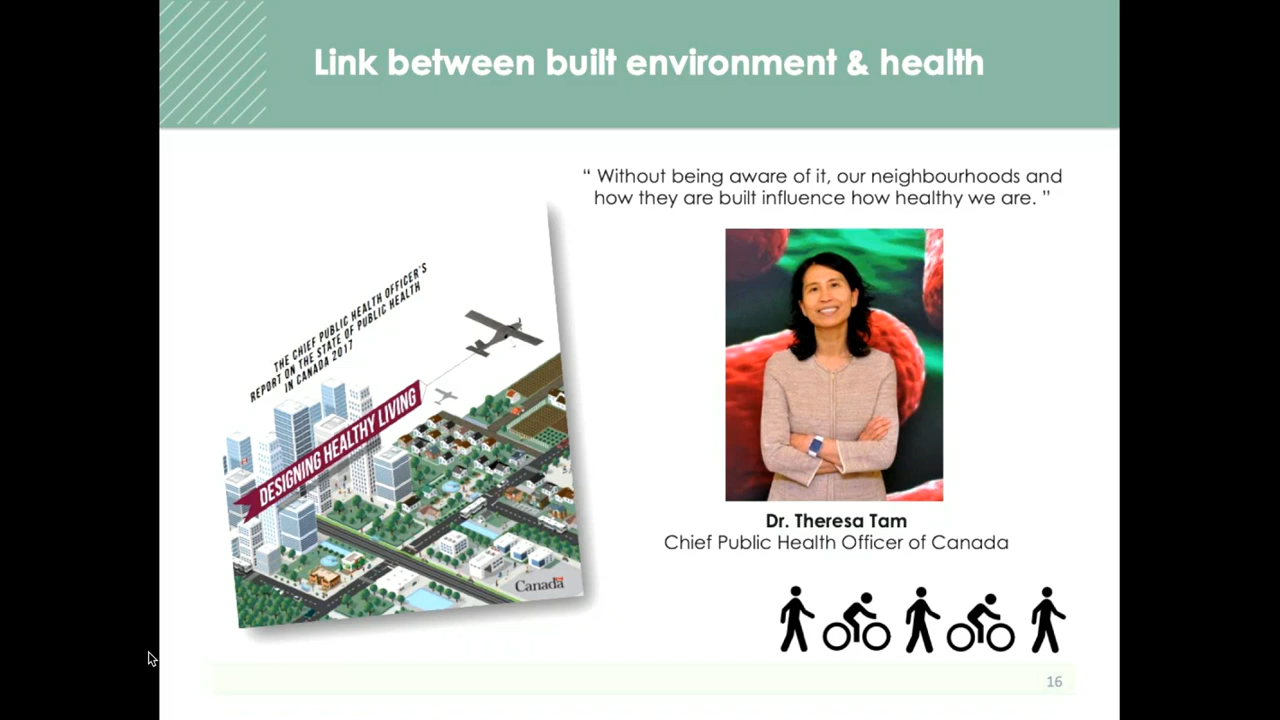 Link between built environment & health
“ Without being aware of it, our neighbourhoods and
how they are built influence how healthy we are. ”
THE CHIEF PUBLIC HEALTH OFFICER'S
REPORT ON THE STATE OF PUBLIC HEALTH
IN CANADA 2017
DESIGNING HEALTHY LIVING
Canada
Dr. Theresa Tam
Chief Public Health Officer of Canada
16